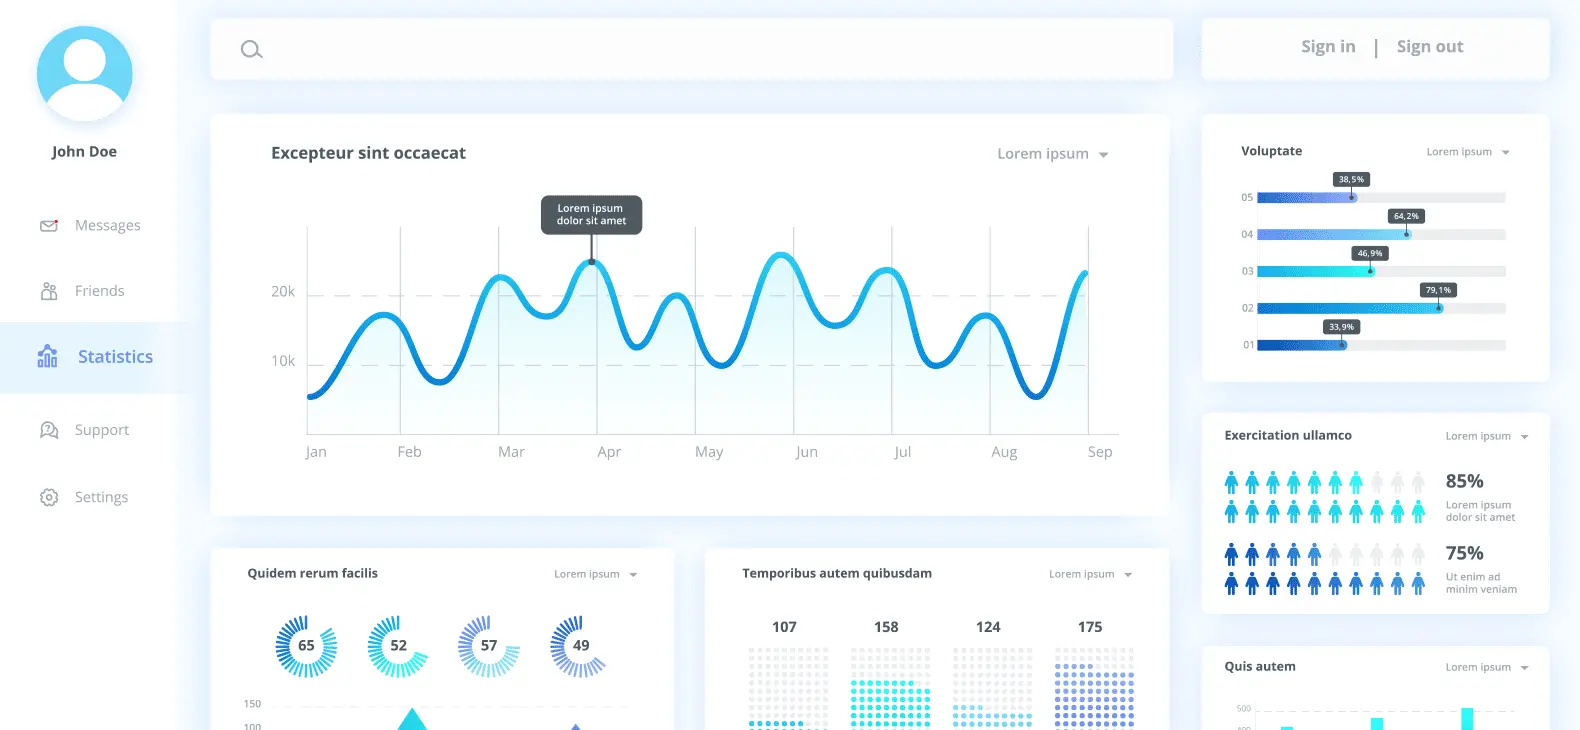 John Doe
Messages
Friends
Statistics
Support
Settings
Sign in | Sign out
Excepteur sint occaecat
Lorem ipsum
Lorem ipsum
dolor sit amet
20k
10k
Jan Feb Mar Apr May Jun Jul Aug Sep
Voluptate
Lorem ipsum
38,5%
05
64,2%
04
46,9%
03
79,1%
02
33,9%
01
Exercitation ullamco
Lorem ipsum
85%
Lorem ipsum
dolor sit amet
75%
Ut enim ad
minim veniam
Quidem rerum facilis
Lorem ipsum
65 52 57 49
150
100
Temporibus autem quibusdam
Lorem ipsum
107 158 124 175
Quis autem
Lorem ipsum
500
400